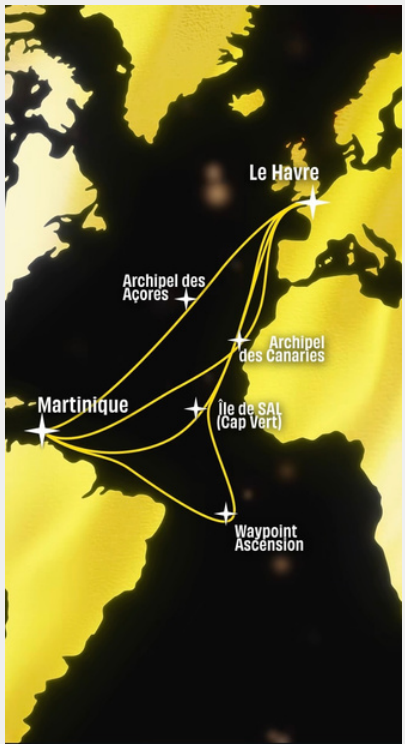 Le Havre
Archipel des
Açores
Archipel
des Canaries
Martinique
Île de SAL
(Cap Vert)
Waypoint
Ascension